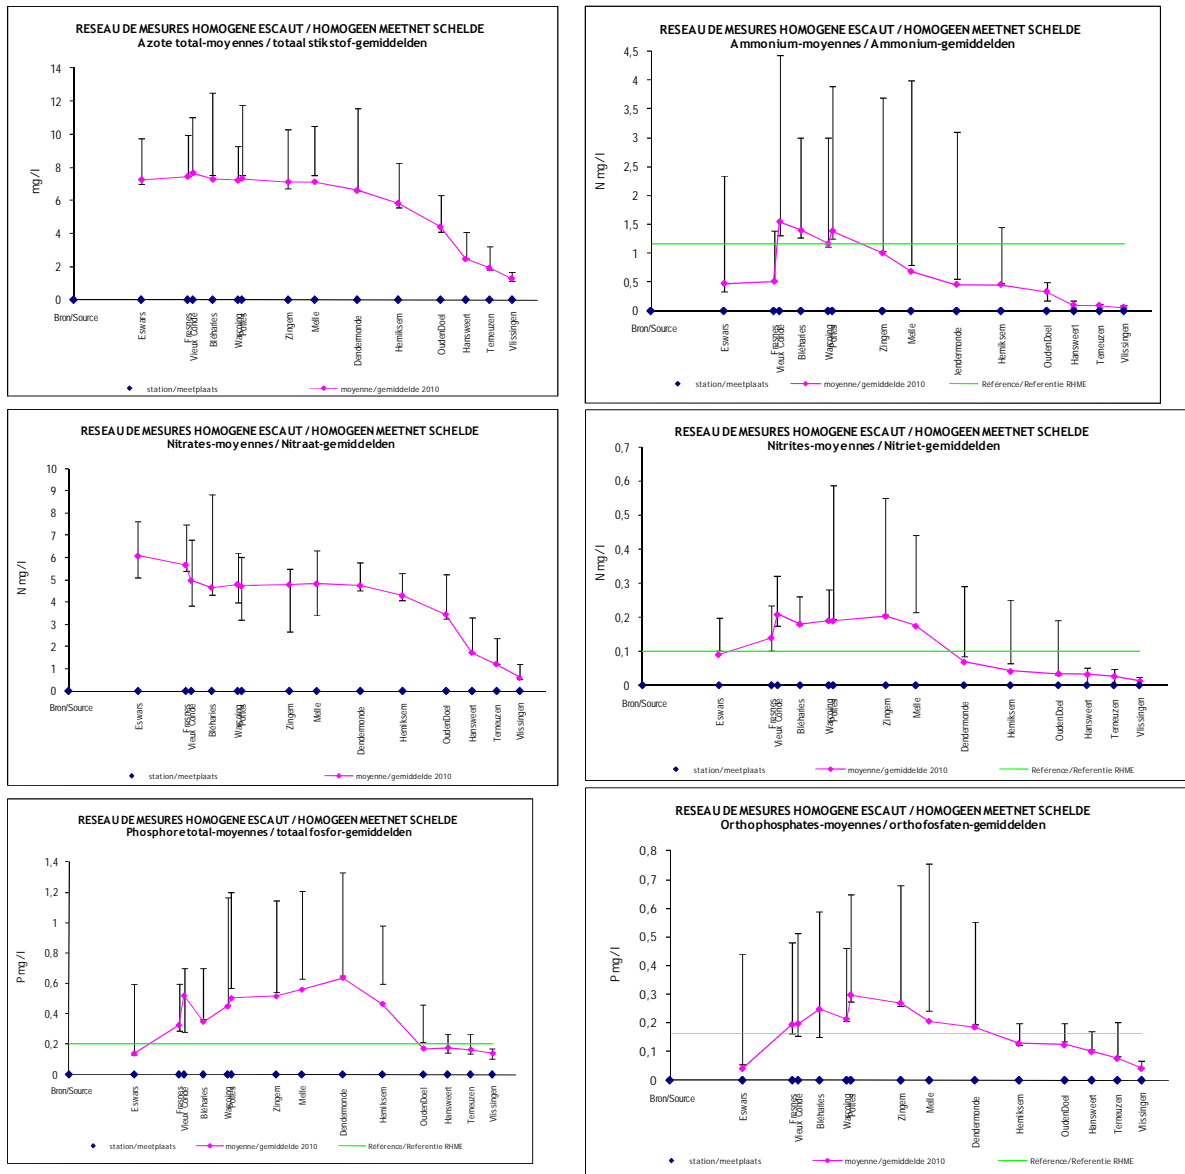 RESEAU DE MESURES HOMOGENE ESCAUT / HOMOGEEN MEETNET SCHELDE
Azote total-moyennes / totaal stikstof-gemiddelden
mg/l
14
12
10
8
6
4
2
0
Bron/Source
Eswars
Fresnes
Vieux Condé
Bléharies
Warcoing
Pottes
Zingem
Melle
Dendermonde
Hemiksem
OudenDoel
Hansweert
Terneuzen
Vlissingen
station/meetplaats
moyenne/gemiddelde 2010
RESEAU DE MESURES HOMOGENE ESCAUT / HOMOGEEN MEETNET SCHELDE
Ammonium-moyennes / Ammonium-gemiddelden
N mg/l
4,5
4
3,5
3
2,5
2
1,5
1
0,5
0
Bron/Source
Eswars
Fresnes
Vieux Condé
Bléharies
Warcoing
Pottes
Zingem
Melle
Dendermonde
Hemiksem
OudenDoel
Hansweert
Terneuzen
Vlissingen
station/meetplaats
moyenne/gemiddelde 2010
Référence/Referentie RHME
RESEAU DE MESURES HOMOGENE ESCAUT / HOMOGEEN MEETNET SCHELDE
Nitrates-moyennes / Nitraat-gemiddelden
N mg/l
10
9
8
7
6
5
4
3
2
1
0
Bron/Source
Eswars
Fresnes
Vieux Condé
Bléharies
Warcoing
Pottes
Zingem
Melle
Dendermonde
Hemiksem
OudenDoel
Hansweert
Terneuzen
Vlissingen
station/meetplaats
moyenne/gemiddelde 2010
RESEAU DE MESURES HOMOGENE ESCAUT / HOMOGEEN MEETNET SCHELDE
Nitrites-moyennes / Nitriet-gemiddelden
N mg/l
0,7
0,6
0,5
0,4
0,3
0,2
0,1
0
Bron/Source
Eswars
Fresnes
Vieux Condé
Bléharies
Warcoing
Pottes
Zingem
Melle
Dendermonde
Hemiksem
OudenDoel
Hansweert
Terneuzen
Vlissingen
station/meetplaats
moyenne/gemiddelde 2010
Référence/Referentie RHME
RESEAU DE MESURES HOMOGENE ESCAUT / HOMOGEEN MEETNET SCHELDE
Phosphore total-moyennes / totaal fosfor-gemiddelden
P mg/l
1,4
1,2
1
0,8
0,6
0,4
0,2
0
Bron/Source
Eswars
Fresnes
Vieux Condé
Bléharies
Warcoing
Pottes
Zingem
Melle
Dendermonde
Hemiksem
OudenDoel
Hansweert
Terneuzen
Vlissingen
station/meetplaats
moyenne/gemiddelde 2010
Référence/Referentie RHME
RESEAU DE MESURES HOMOGENE ESCAUT / HOMOGEEN MEETNET SCHELDE
Orthophosphates-moyennes / orthofosfaten-gemiddelden
P mg/l
0,8
0,7
0,6
0,5
0,4
0,3
0,2
0,1
0
Bron/Source
Eswars
Fresnes
Vieux Condé
Bléharies
Warcoing
Pottes
Zingem
Melle
Dendermonde
Hemiksem
OudenDoel
Hansweert
Terneuzen
Vlissingen
station/meetplaats
moyenne/gemiddelde 2010
Référence/Referentie RHME